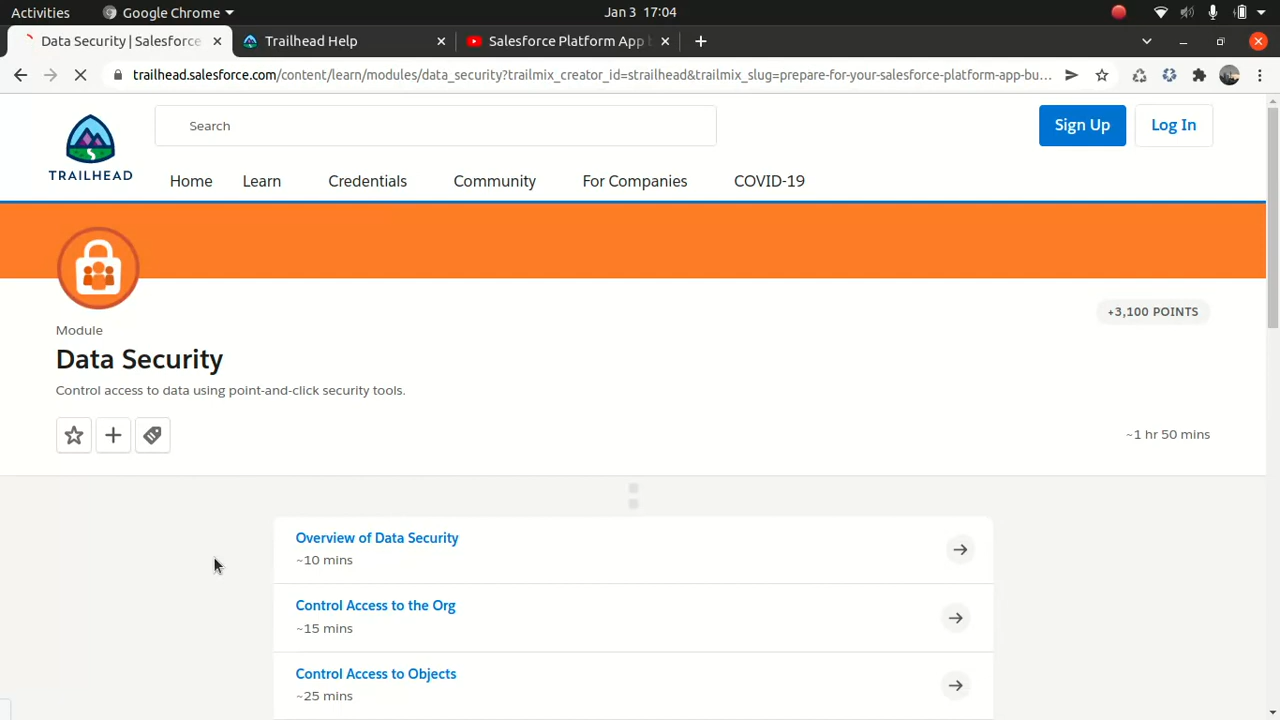 Activities
Google Chrome
Jan 3 17:04
Data Security | Salesforce
Trailhead Help
Salesforce Platform App
trailhead.salesforce.com/content/learn/modules/data_security?trailmix_creator_id=strailhead&trailmix_slug=prepare-for-your-salesforce-platform-app-bu...
TRAILHEAD
Search
Sign Up
Log In
Home
Learn
Credentials
Community
For Companies
COVID-19
+3,100 POINTS
Module
Data Security
Control access to data using point-and-click security tools.
~1 hr 50 mins
Overview of Data Security
~10 mins
Control Access to the Org
~15 mins
Control Access to Objects
~25 mins